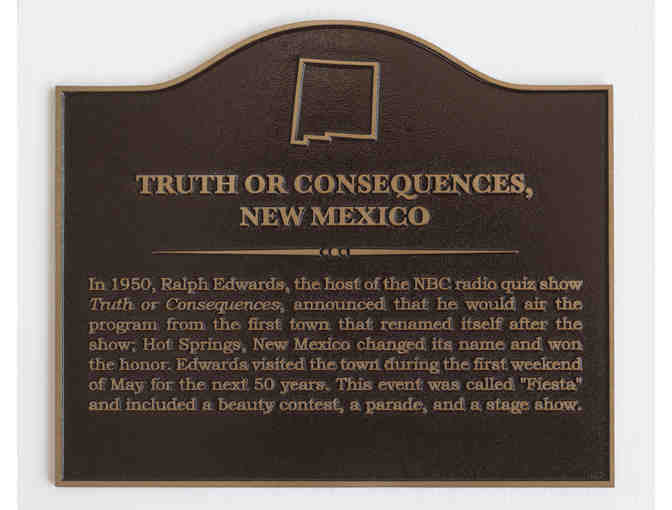 TRUTH OR CONSEQUENCES,
NEW MEXICO
In 1950, Ralph Edwards, the host of the NBC radio quiz show
Truth or Consequences, announced that he would air the
program from the first town that renamed itself after the
show; Hot Springs, New Mexico changed its name and won
the honor. Edwards visited the town during the first weekend
of May for the next 50 years. This event was called "Fiesta"
and included a beauty contest, a parade, and a stage show.